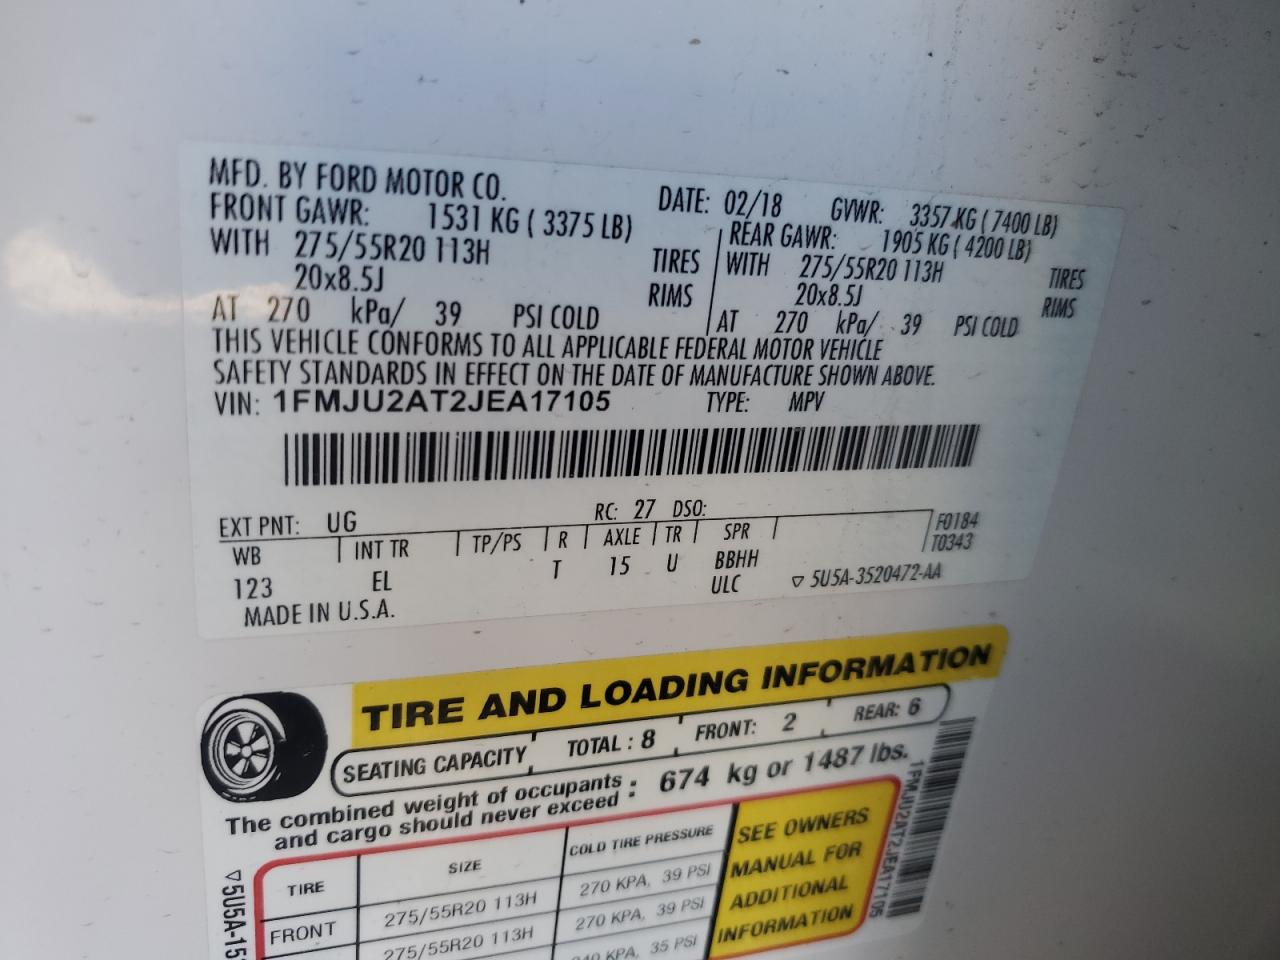 MFD. BY FORD MOTOR CO. DATE: 02/18 GVWR: 3357 KG ( 7400 LB)
FRONT GAWR: 1531 KG ( 3375 LB) REAR GAWR: 1905 KG ( 4200 LB)
WITH 275/55R20 113H TIRES WITH 275/55R20 113H TIRES
20x8.5J RIMS 20x8.5J RIMS
AT 270 kPa/ 39 PSI COLD AT 270 kPa/ 39 PSI COLD
THIS VEHICLE CONFORMS TO ALL APPLICABLE FEDERAL MOTOR VEHICLE
SAFETY STANDARDS IN EFFECT ON THE DATE OF MANUFACTURE SHOWN ABOVE.
VIN: 1FMJU2AT2JEA17105 TYPE: MPV
EXT PNT: UG RC: 27 DSO:
WB INT TR TP/PS R AXLE TR SPR F0184
T0343
123 EL T 15 U BBHH
ULC ▽ 5U5A-3520472-AA
MADE IN U.S.A.
TIRE AND LOADING INFORMATION
SEATING CAPACITY TOTAL : 8 FRONT: 2 REAR: 6
The combined weight of occupants
and cargo should never exceed : 674 kg or 1487 lbs.
TIRE SIZE COLD TIRE PRESSURE
FRONT 275/55R20 113H 270 KPA, 39 PSI
275/55R20 113H 270 KPA, 39 PSI
35 PSI
SEE OWNERS
MANUAL FOR
ADDITIONAL
INFORMATION
1FMJU2AT2JEA17105
▽5U5A-15